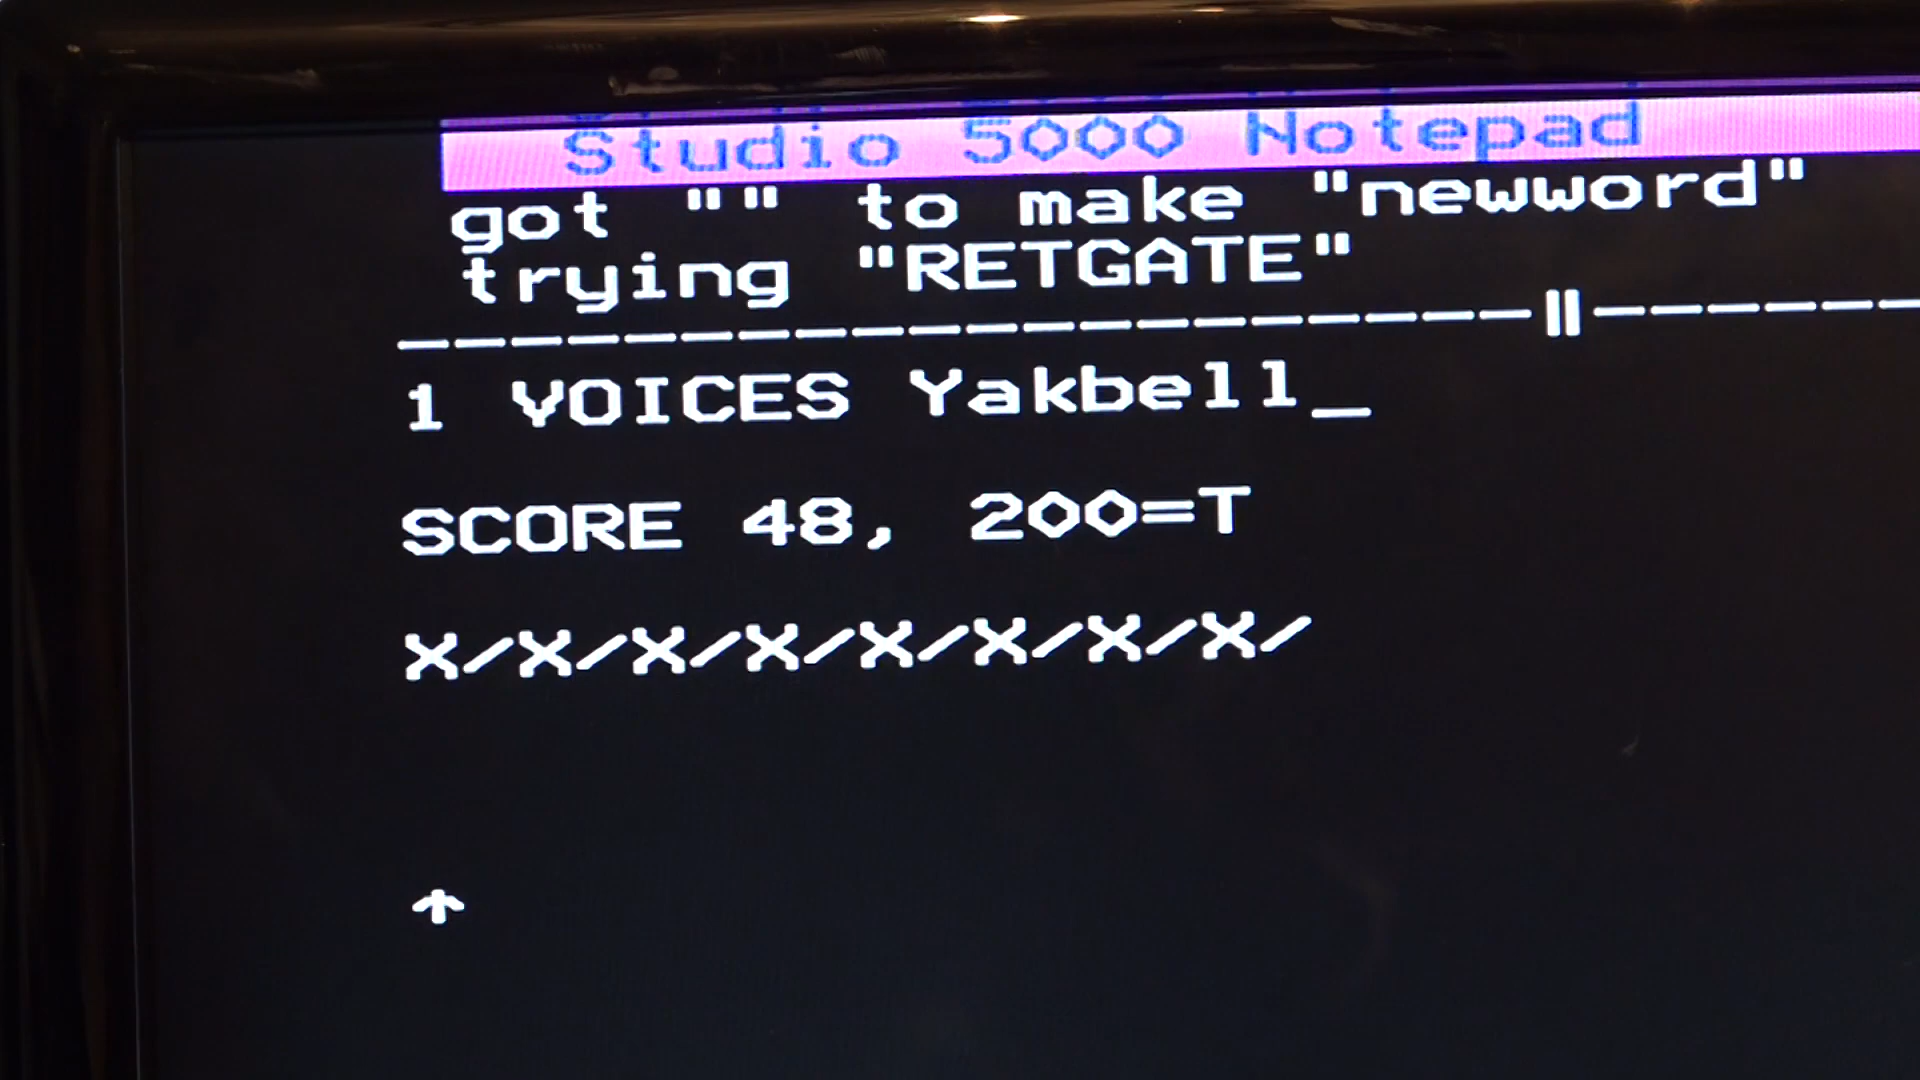 Studio 5000 Notepad
got "" to make "newword"
trying "RETGATE"
--------------------||------
1 VOICES Yakbell_
SCORE 48, 200=T
X/X/X/X/X/X/X/X/
↑